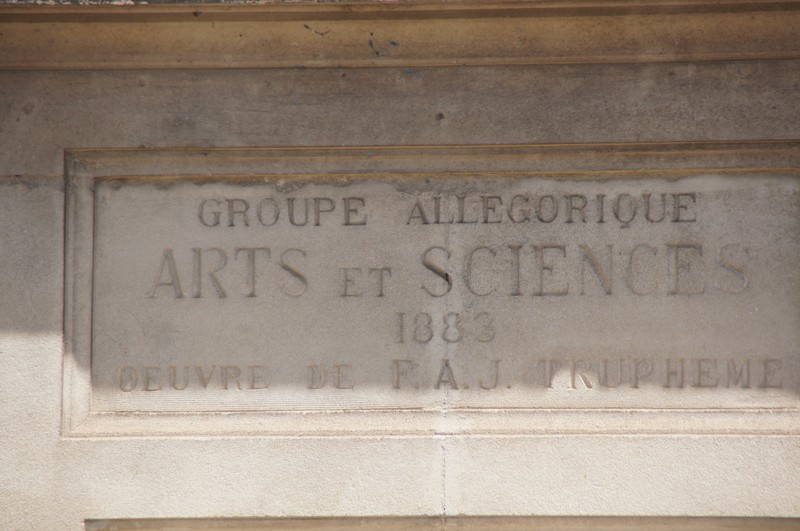 GROUPE ALLEGORIQUE
ARTS ET SCIENCES
1883
OEUVRE DE F.A.J. TRUPHEME